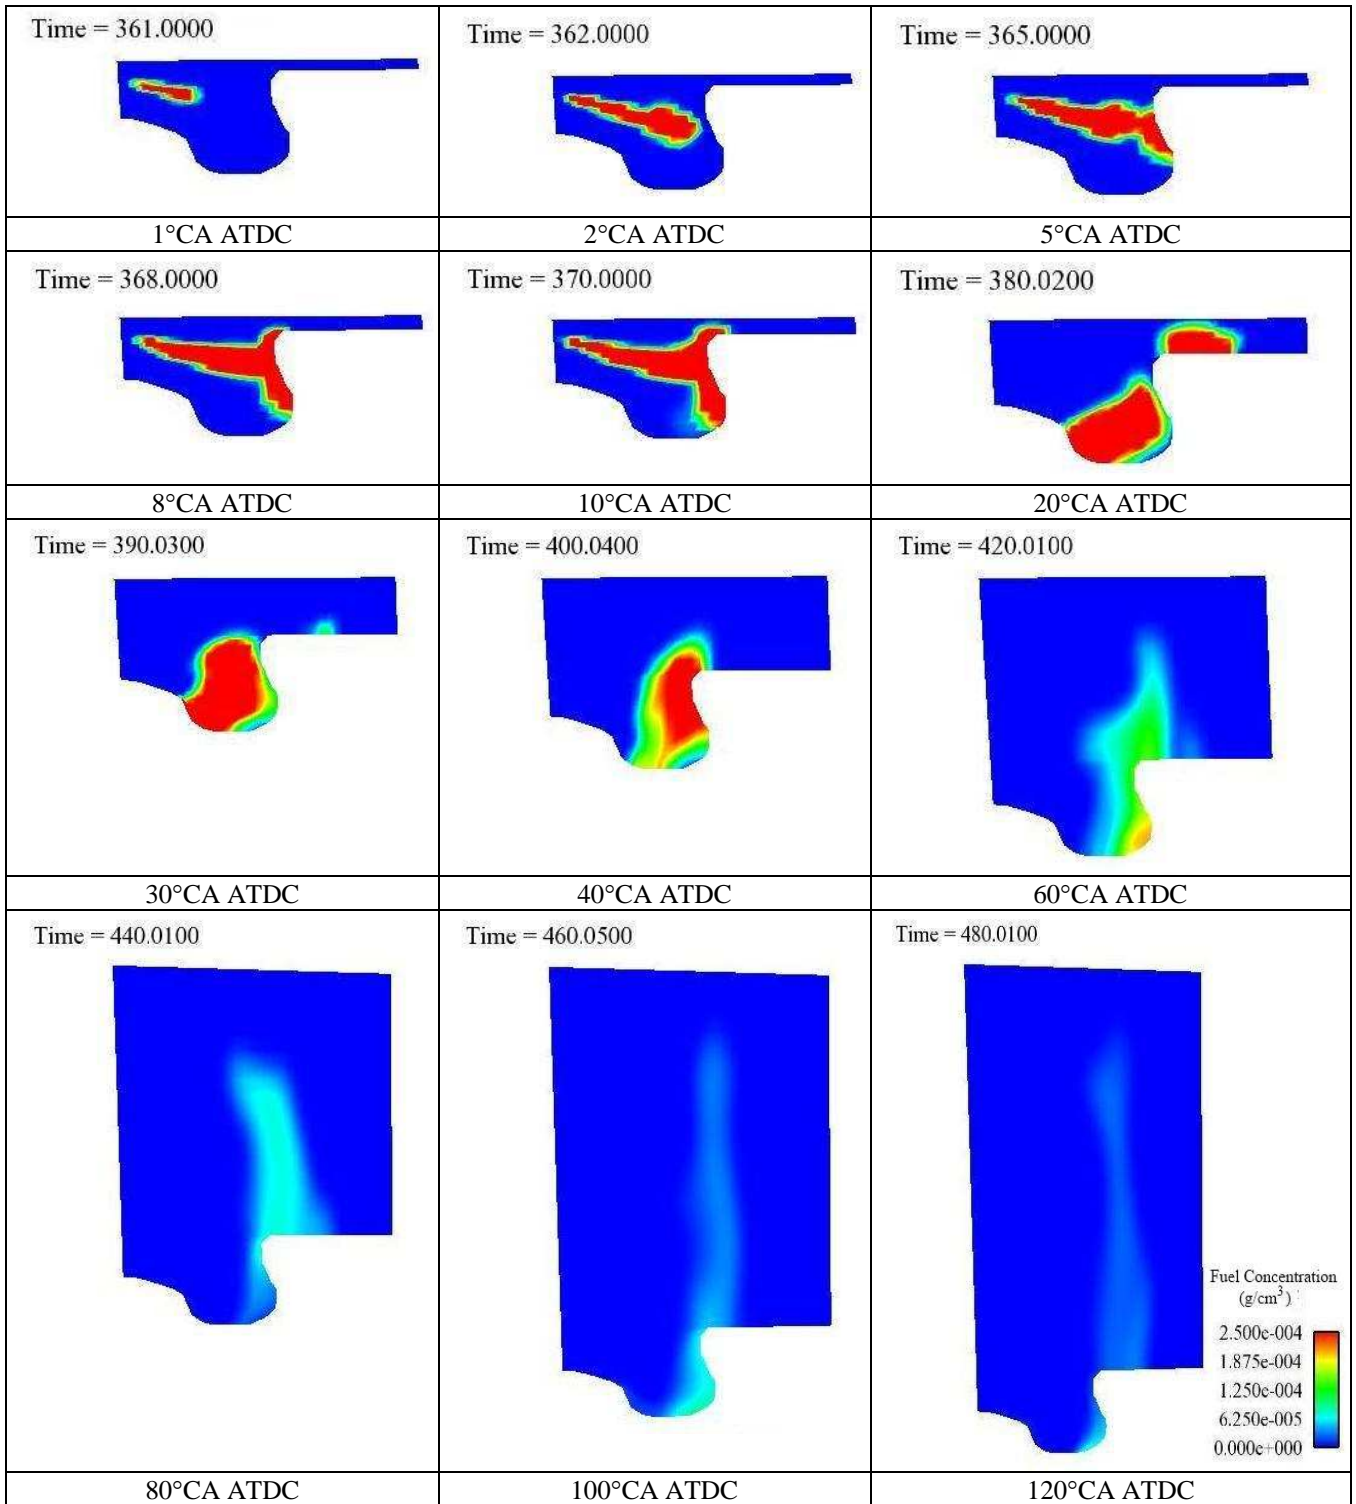 Time = 361.0000
Time = 362.0000
Time = 365.0000
1°CA ATDC
2°CA ATDC
5°CA ATDC
Time = 368.0000
Time = 370.0000
Time = 380.0200
8°CA ATDC
10°CA ATDC
20°CA ATDC
Time = 390.0300
Time = 400.0400
Time = 420.0100
30°CA ATDC
40°CA ATDC
60°CA ATDC
Time = 440.0100
Time = 460.0500
Time = 480.0100
Fuel Concentration
(g/cm³)
2.500e-004
1.875e-004
1.250e-004
6.250e-005
0.000e+000
80°CA ATDC
100°CA ATDC
120°CA ATDC